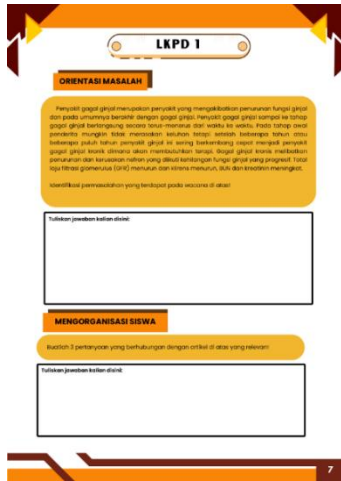 LKPD 1
ORIENTASI MASALAH
Penyakit gagal ginjal merupakan penyakit yang mengakibatkan penurunan fungsi ginjal
dan pada umumnya berakhir dengan gagal ginjal. Penyakit gagal ginjal sampai ke tahap
gagal ginjal berlangsung secara terus-menerus dari waktu ke waktu. Pada tahap awal
penderita mungkin tidak merasakan keluhan tetapi setelah beberapa tahun atau
beberapa puluh tahun penyakit ginjal ini sering berkembang cepat menjadi penyakit
gagal ginjal kronik dimana akan membutuhkan terapi. Gagal ginjal kronis melibatkan
penurunan dan kerusakan nefron yang diikuti kehilangan fungsi ginjal yang progresif. Total
laju filtrasi glomerulus (GFR) menurun dan klirens menurun, BUN dan kreatinin meningkat.
Identifikasi permasalahan yang terdapat pada wacana di atas!
Tuliskan jawaban kalian disini:
MENGORGANISASI SISWA
Buatlah 3 pertanyaan yang berhubungan dengan artikel di atas yang relevan!
Tuliskan jawaban kalian disini:
7